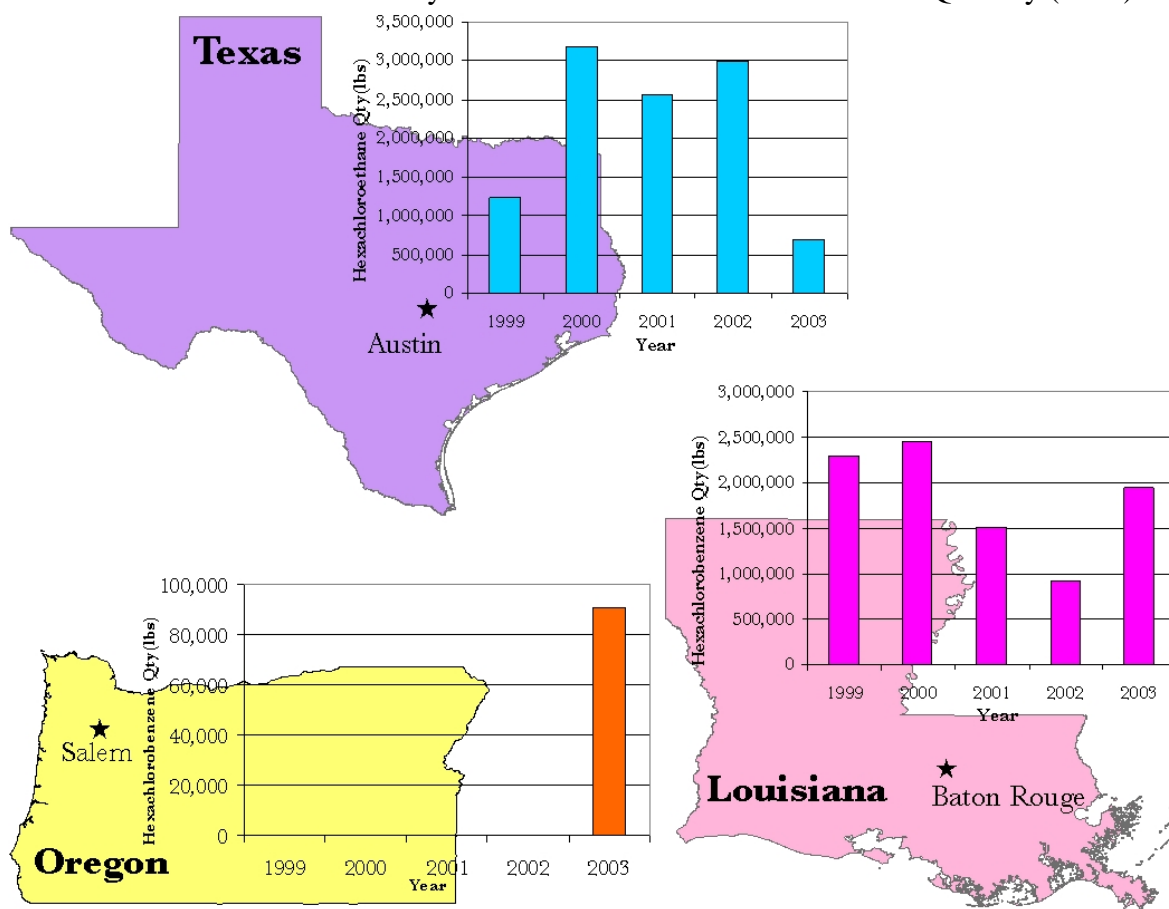 Texas
Hexachloroethane Qty(lbs)
3,500,000
3,000,000
2,500,000
2,000,000
1,500,000
1,000,000
500,000
0
1999 2000 2001 2002 2003
Year
Austin
Hexachlorobenzene Qty(lbs)
3,000,000
2,500,000
2,000,000
1,500,000
1,000,000
500,000
0
1999 2000 2001 2002 2003
Year
Louisiana
Baton Rouge
Hexachlorobenzene Qty(lbs)
100,000
80,000
60,000
40,000
20,000
0
1999 2000 2001 2002 2003
Year
Salem
Oregon